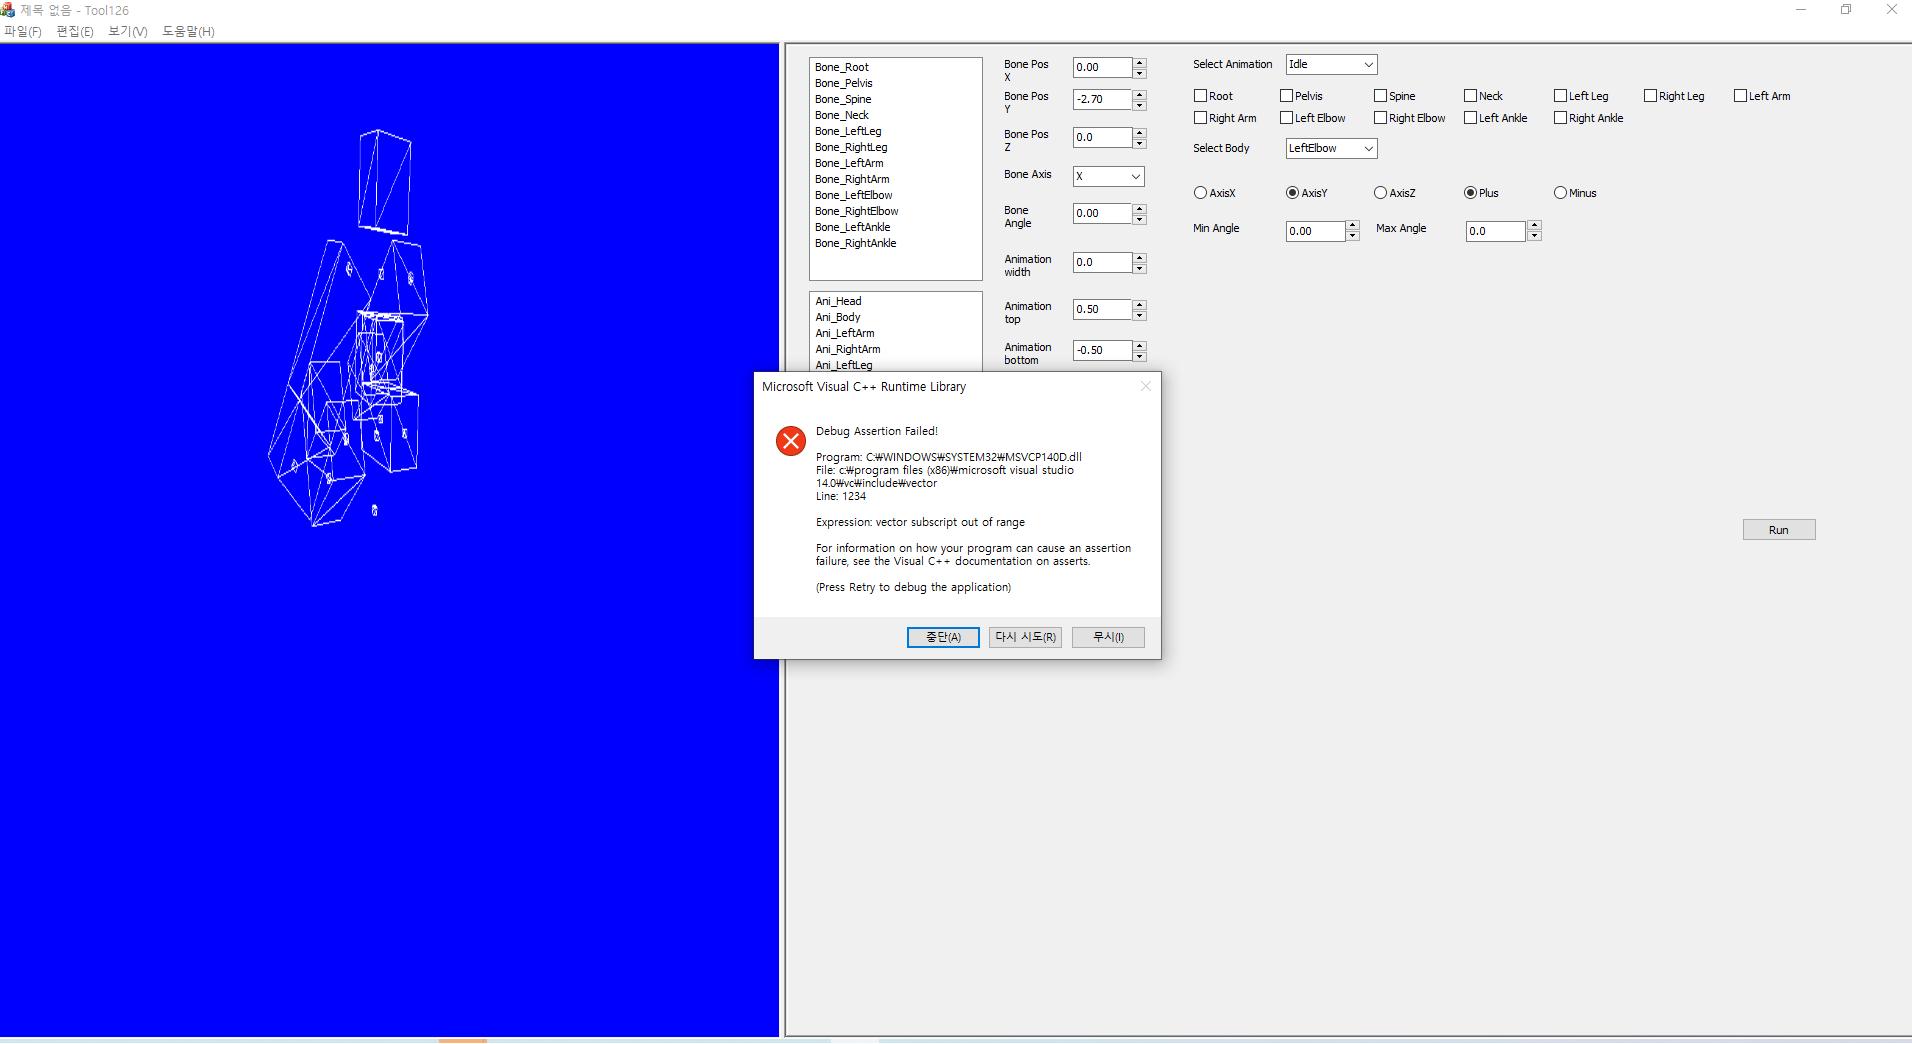 제목 없음 - Tool126
파일(F) 편집(E) 보기(V) 도움말(H)
Bone_Root
Bone_Pelvis
Bone_Spine
Bone_Neck
Bone_LeftLeg
Bone_RightLeg
Bone_LeftArm
Bone_RightArm
Bone_LeftElbow
Bone_RightElbow
Bone_LeftAnkle
Bone_RightAnkle
Ani_Head
Ani_Body
Ani_LeftArm
Ani_RightArm
Ani_LeftLeg
Bone Pos
X
0.00
Bone Pos
Y
-2.70
Bone Pos
Z
0.0
Bone Axis
X
Bone
Angle
0.00
Animation
width
0.0
Animation
top
0.50
Animation
bottom
-0.50
Select Animation Idle
Root Pelvis Spine Neck Left Leg Right Leg Left Arm
Right Arm Left Elbow Right Elbow Left Ankle Right Ankle
Select Body LeftElbow
AxisX AxisY AxisZ Plus Minus
Min Angle 0.00 Max Angle 0.0
Run
Microsoft Visual C++ Runtime Library
Debug Assertion Failed!
Program: C:₩WINDOWS₩SYSTEM32₩MSVCP140D.dll
File: c:₩program files (x86)₩microsoft visual studio
14.0₩vc₩include₩vector
Line: 1234
Expression: vector subscript out of range
For information on how your program can cause an assertion
failure, see the Visual C++ documentation on asserts.
(Press Retry to debug the application)
중단(A) 다시 시도(R) 무시(I)